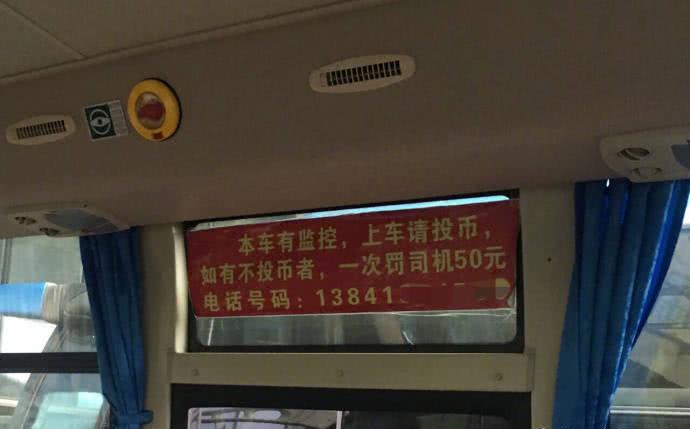 本车有监控，上车请投币，
如有不投币者，一次罚司机50元
电话号码：13841